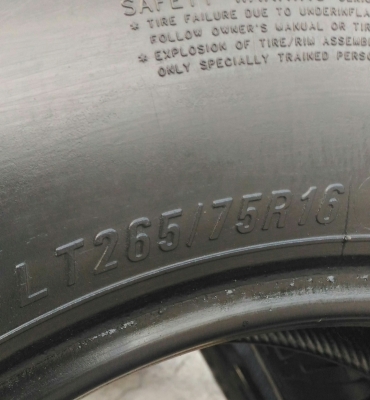 SAFETY
* TIRE FAILURE DUE TO UNDERINFLA
FOLLOW OWNER'S MANUAL OR TIR
* EXPLOSION OF TIRE/RIM ASSEMB
ONLY SPECIALLY TRAINED PERS
LT265/75R16